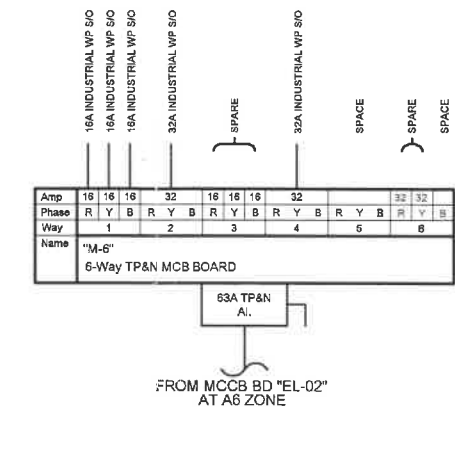 16A INDUSTRIAL WP S/O
16A INDUSTRIAL WP S/O
16A INDUSTRIAL WP S/O
32A INDUSTRIAL WP S/O
SPARE
32A INDUSTRIAL WP S/O
SPACE
SPARE
SPACE
Amp 16 16 16 32 16 16 16 32 32 32
Phase R Y B R Y B R Y B R Y B R Y B R Y B
Way 1 2 3 4 5 6
Name "M-6"
6-Way TP&N MCB BOARD
63A TP&N
AI.
FROM MCCB BD "EL-02"
AT A6 ZONE